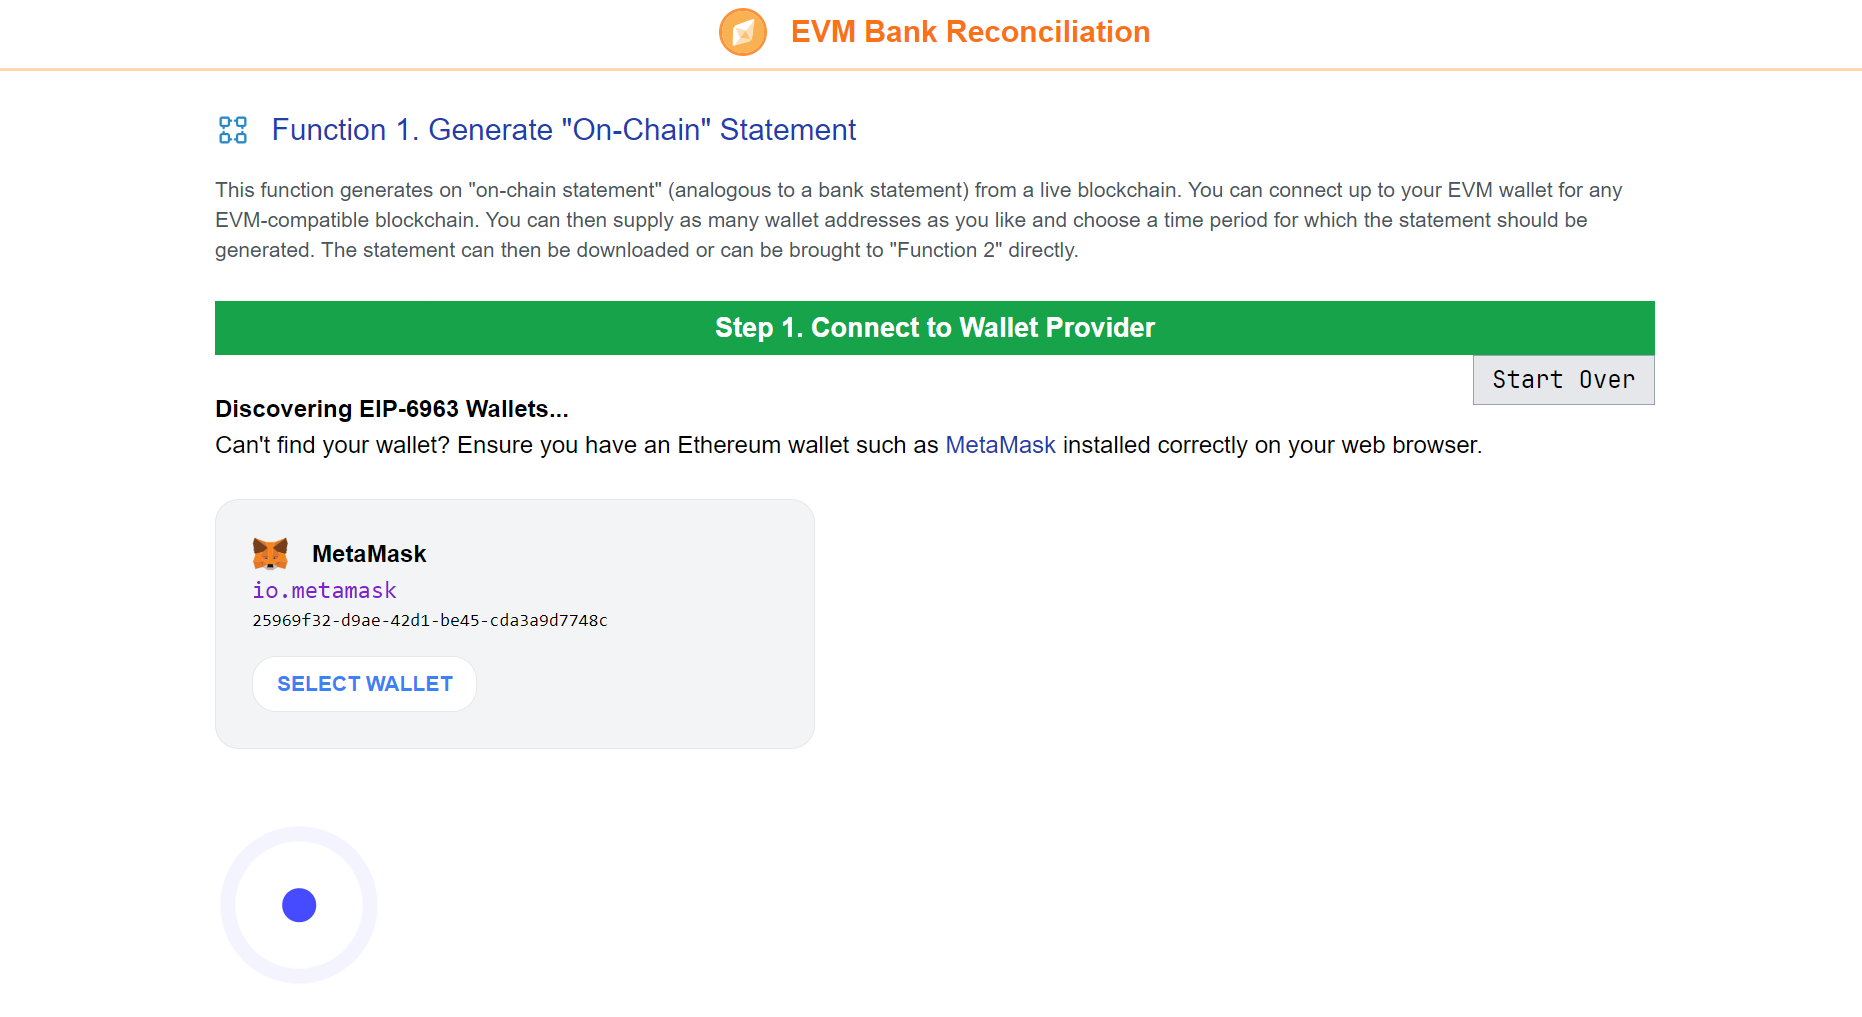 EVM Bank Reconciliation
Function 1. Generate "On-Chain" Statement
This function generates on "on-chain statement" (analogous to a bank statement) from a live blockchain. You can connect up to your EVM wallet for any
EVM-compatible blockchain. You can then supply as many wallet addresses as you like and choose a time period for which the statement should be
generated. The statement can then be downloaded or can be brought to "Function 2" directly.
Step 1. Connect to Wallet Provider
Start Over
Discovering EIP-6963 Wallets...
Can't find your wallet? Ensure you have an Ethereum wallet such as MetaMask installed correctly on your web browser.
MetaMask
io.metamask
25969f32-d9ae-42d1-be45-cda3a9d7748c
SELECT WALLET